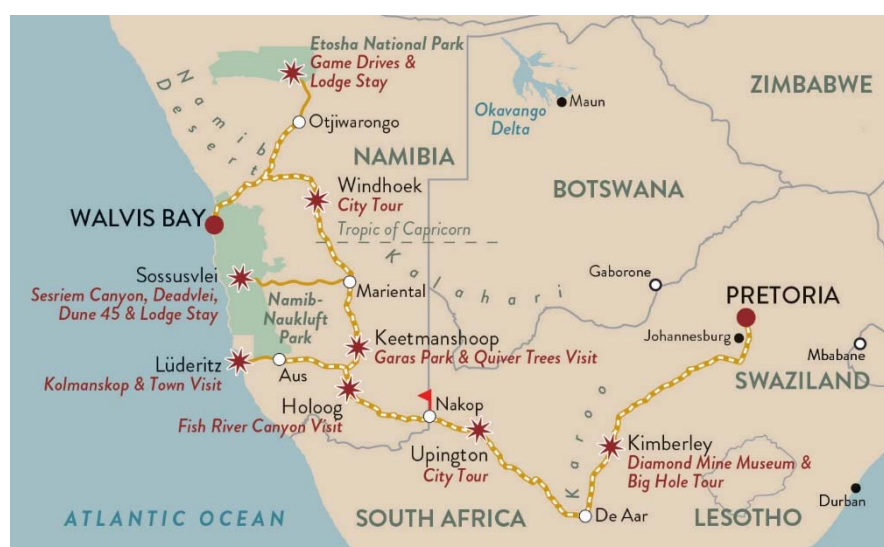 Etosha National Park
Game Drives &
Lodge Stay
Namib
Desert
Otjiwarongo
Okavango
Delta
Maun
ZIMBABWE
NAMIBIA
BOTSWANA
Windhoek
City Tour
WALVIS BAY
Tropic of Capricorn
Kalahari
Sossusvlei
Sesriem Canyon, Deadvlei,
Dune 45 & Lodge Stay
Namib-
Naukluft
Park
Mariental
Gaborone
PRETORIA
Johannesburg
Mbabane
SWAZILAND
Keetmanshoop
Garas Park & Quiver Trees Visit
Lüderitz
Kolmanskop & Town Visit
Aus
Holoog
Fish River Canyon Visit
Nakop
Upington
City Tour
Karoo
Kimberley
Diamond Mine Museum &
Big Hole Tour
Durban
ATLANTIC OCEAN
SOUTH AFRICA
De Aar
LESOTHO